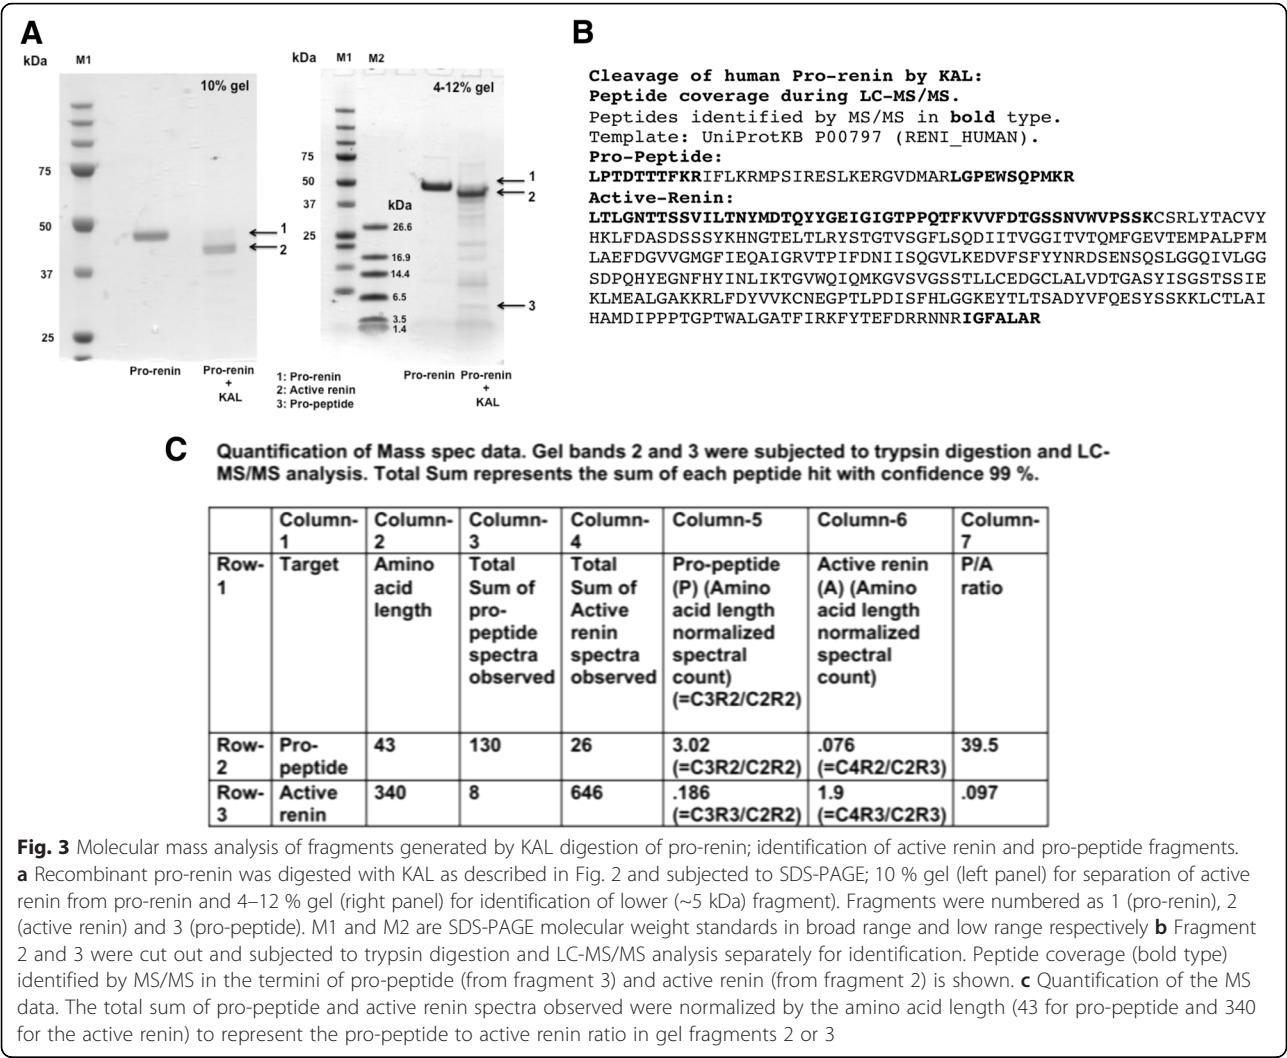 A
kDa
M1
10% gel
75
50
37
25
1
2
Pro-renin
Pro-renin
+
KAL
kDa
M1
M2
4-12% gel
75
50
37
25
kDa
26.6
16.9
14.4
6.5
3.5
1.4
1
2
3
Pro-renin
Pro-renin
+
KAL
1: Pro-renin
2: Active renin
3: Pro-peptide
B
Cleavage of human Pro-renin by KAL:
Peptide coverage during LC-MS/MS.
Peptides identified by MS/MS in bold type.
Template: UniProtKB P00797 (RENI_HUMAN).
Pro-Peptide:
LPTDTTTFKRIFLKRMPSIRESLKERGVDMARLGPEWSQPMKR
Active-Renin:
LTLGNTTSSVILTNYMDTQYYGEIGIGTPPQTFKVVFDTGSSNVWVPSSKCSRLYTACVY
HKLFDASDSSSYKHNGTELTLRYSTGTVSGFLSQDIITVGGITVTQMFGEVTEMPALPFM
LAEFDGVVGMGFIEQAIGRVTPIFDNIISQGVLKEDVFSFYYNRDSENSQSLGGQIVLGG
SDPQHYEGNFHYINLIKTGVWQIQMKGVSVGSSTLLCEDGCLALVDTGASYISGSTSSIE
KLMEALGAKKRLFDYVVKCNEGPTLPDISFHLGGKEYTLTSADYVFQESYSSKKLCTLAI
HAMDIPPPTGPTWALGATFIRKFYTEFDRRNNRIGFALAR
C
Quantification of Mass spec data. Gel bands 2 and 3 were subjected to trypsin digestion and LC-
MS/MS analysis. Total Sum represents the sum of each peptide hit with confidence 99 %.
Column-1 Column-2 Column-3 Column-4 Column-5 Column-6 Column-7
Row-1 Target Amino acid length Total Sum of pro-peptide spectra observed Total Sum of Active renin spectra observed Pro-peptide (P) (Amino acid length normalized spectral count) (=C3R2/C2R2) Active renin (A) (Amino acid length normalized spectral count) P/A ratio
Row-2 Pro-peptide 43 130 26 3.02 (=C3R2/C2R2) .076 (=C4R2/C2R3) 39.5
Row-3 Active renin 340 8 646 .186 (=C3R3/C2R2) 1.9 (=C4R3/C2R3) .097
Fig. 3 Molecular mass analysis of fragments generated by KAL digestion of pro-renin; identification of active renin and pro-peptide fragments.
a Recombinant pro-renin was digested with KAL as described in Fig. 2 and subjected to SDS-PAGE; 10 % gel (left panel) for separation of active
renin from pro-renin and 4–12 % gel (right panel) for identification of lower (~5 kDa) fragment). Fragments were numbered as 1 (pro-renin), 2
(active renin) and 3 (pro-peptide). M1 and M2 are SDS-PAGE molecular weight standards in broad range and low range respectively b Fragment
2 and 3 were cut out and subjected to trypsin digestion and LC-MS/MS analysis separately for identification. Peptide coverage (bold type)
identified by MS/MS in the termini of pro-peptide (from fragment 3) and active renin (from fragment 2) is shown. c Quantification of the MS
data. The total sum of pro-peptide and active renin spectra observed were normalized by the amino acid length (43 for pro-peptide and 340
for the active renin) to represent the pro-peptide to active renin ratio in gel fragments 2 or 3